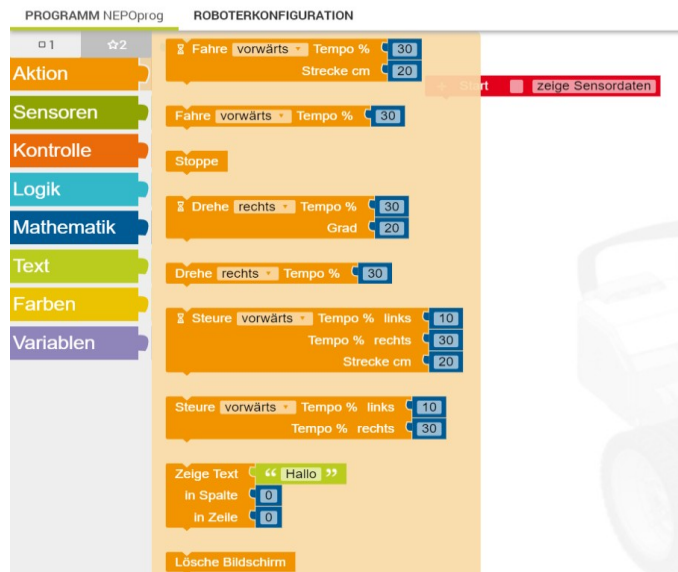 PROGRAMM NEPOprog ROBOTERKONFIGURATION
1 2
Aktion
Sensoren
Kontrolle
Logik
Mathematik
Text
Farben
Variablen
Fahre vorwärts Tempo % 30
Strecke cm 20
Fahre vorwärts Tempo % 30
Stoppe
Drehe rechts Tempo % 30
Grad 20
Drehe rechts Tempo % 30
Steure vorwärts Tempo % links 10
Tempo % rechts 30
Strecke cm 20
Steure vorwärts Tempo % links 10
Tempo % rechts 30
Zeige Text “ Hallo ”
in Spalte 0
in Zeile 0
Lösche Bildschirm
Start zeige Sensordaten